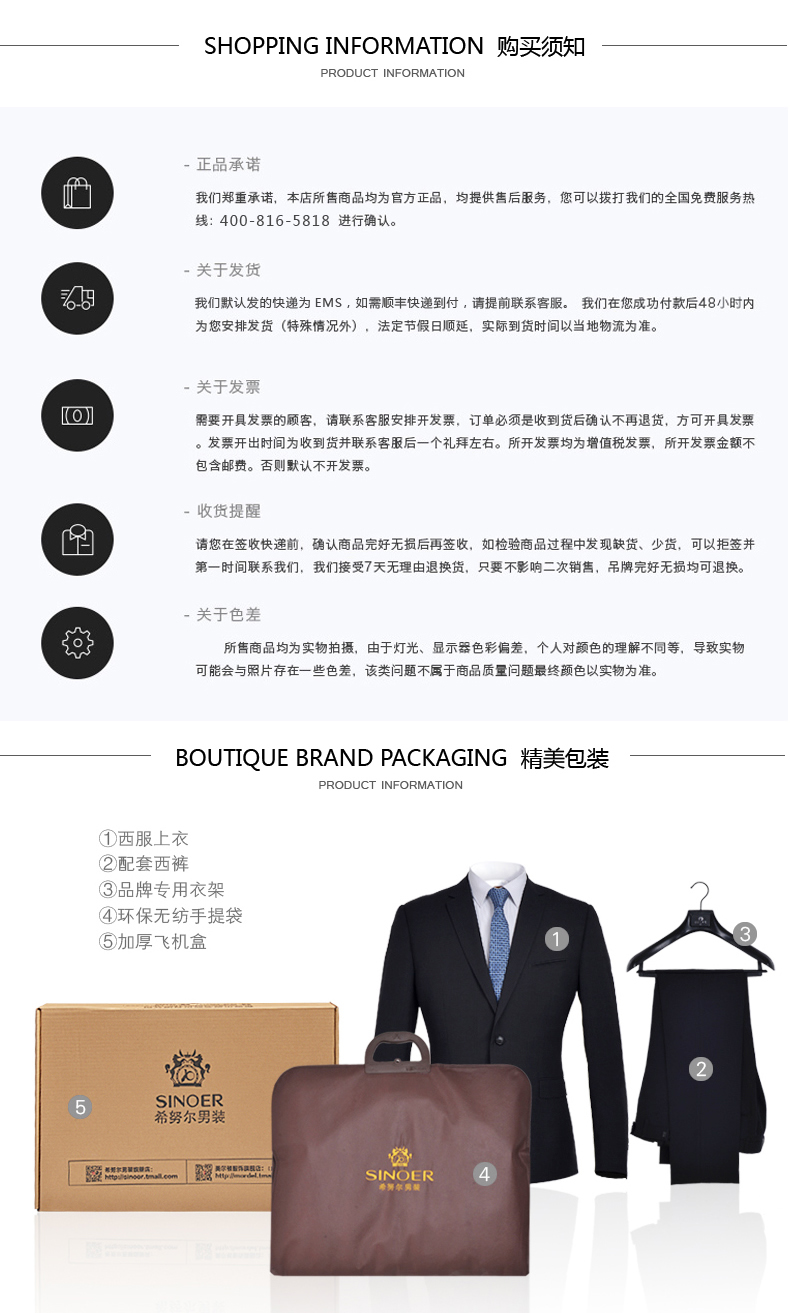 SHOPPING INFORMATION 购买须知
PRODUCT INFORMATION
- 正品承诺
我们郑重承诺，本店所售商品均为官方正品，均提供售后服务，您可以拨打我们的全国免费服务热
线：400-816-5818 进行确认。
- 关于发货
我们默认发的快递为 EMS，如需顺丰快递到付，请提前联系客服。 我们在您成功付款后48小时内
为您安排发货（特殊情况外），法定节假日顺延，实际到货时间以当地物流为准。
- 关于发票
需要开具发票的顾客，请联系客服安排开发票，订单必须是收到货后确认不再退货，方可开具发票
。发票开出时间为收到货并联系客服后一个礼拜左右。所开发票均为增值税发票，所开发票金额不
包含邮费。否则默认不开发票。
- 收货提醒
请您在签收快递前，确认商品完好无损后再签收，如检验商品过程中发现缺货、少货，可以拒签并
第一时间联系我们，我们接受7天无理由退换货，只要不影响二次销售，吊牌完好无损均可退换。
- 关于色差
所售商品均为实物拍摄，由于灯光、显示器色彩偏差，个人对颜色的理解不同等，导致实物
可能会与照片存在一些色差，该类问题不属于商品质量问题最终颜色以实物为准。
BOUTIQUE BRAND PACKAGING 精美包装
PRODUCT INFORMATION
①西服上衣
②配套西裤
③品牌专用衣架
④环保无纺手提袋
⑤加厚飞机盒
1
3
2
5
SINOER
希努尔男装
希努尔男装旗舰店：
http://sinoer.tmall.com
美尔顿服饰旗舰店：
http://mordel.tmal
4
SINOER
希努尔男装